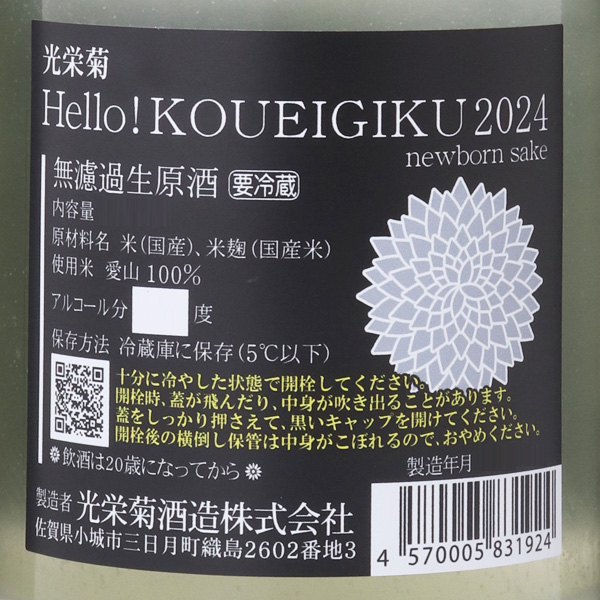 光栄菊
Hello! KOUEIGIKU 2024
newborn sake
無濾過生原酒 要冷蔵
内容量
原材料名 米(国産)、米麹(国産米)
使用米 愛山 100%
アルコール分 度
保存方法 冷蔵庫に保存(5℃以下)
十分に冷やした状態で開栓してください。
開栓時、蓋が飛んだり、中身が吹き出ることがあります。
蓋をしっかり押さえて、黒いキャップを開けてください。
開栓後の横倒し保管は中身がこぼれるので、おやめください。
飲酒は20歳になってから
製造年月
製造者 光栄菊酒造株式会社
佐賀県小城市三日月町織島2602番地3
4 570005 831924